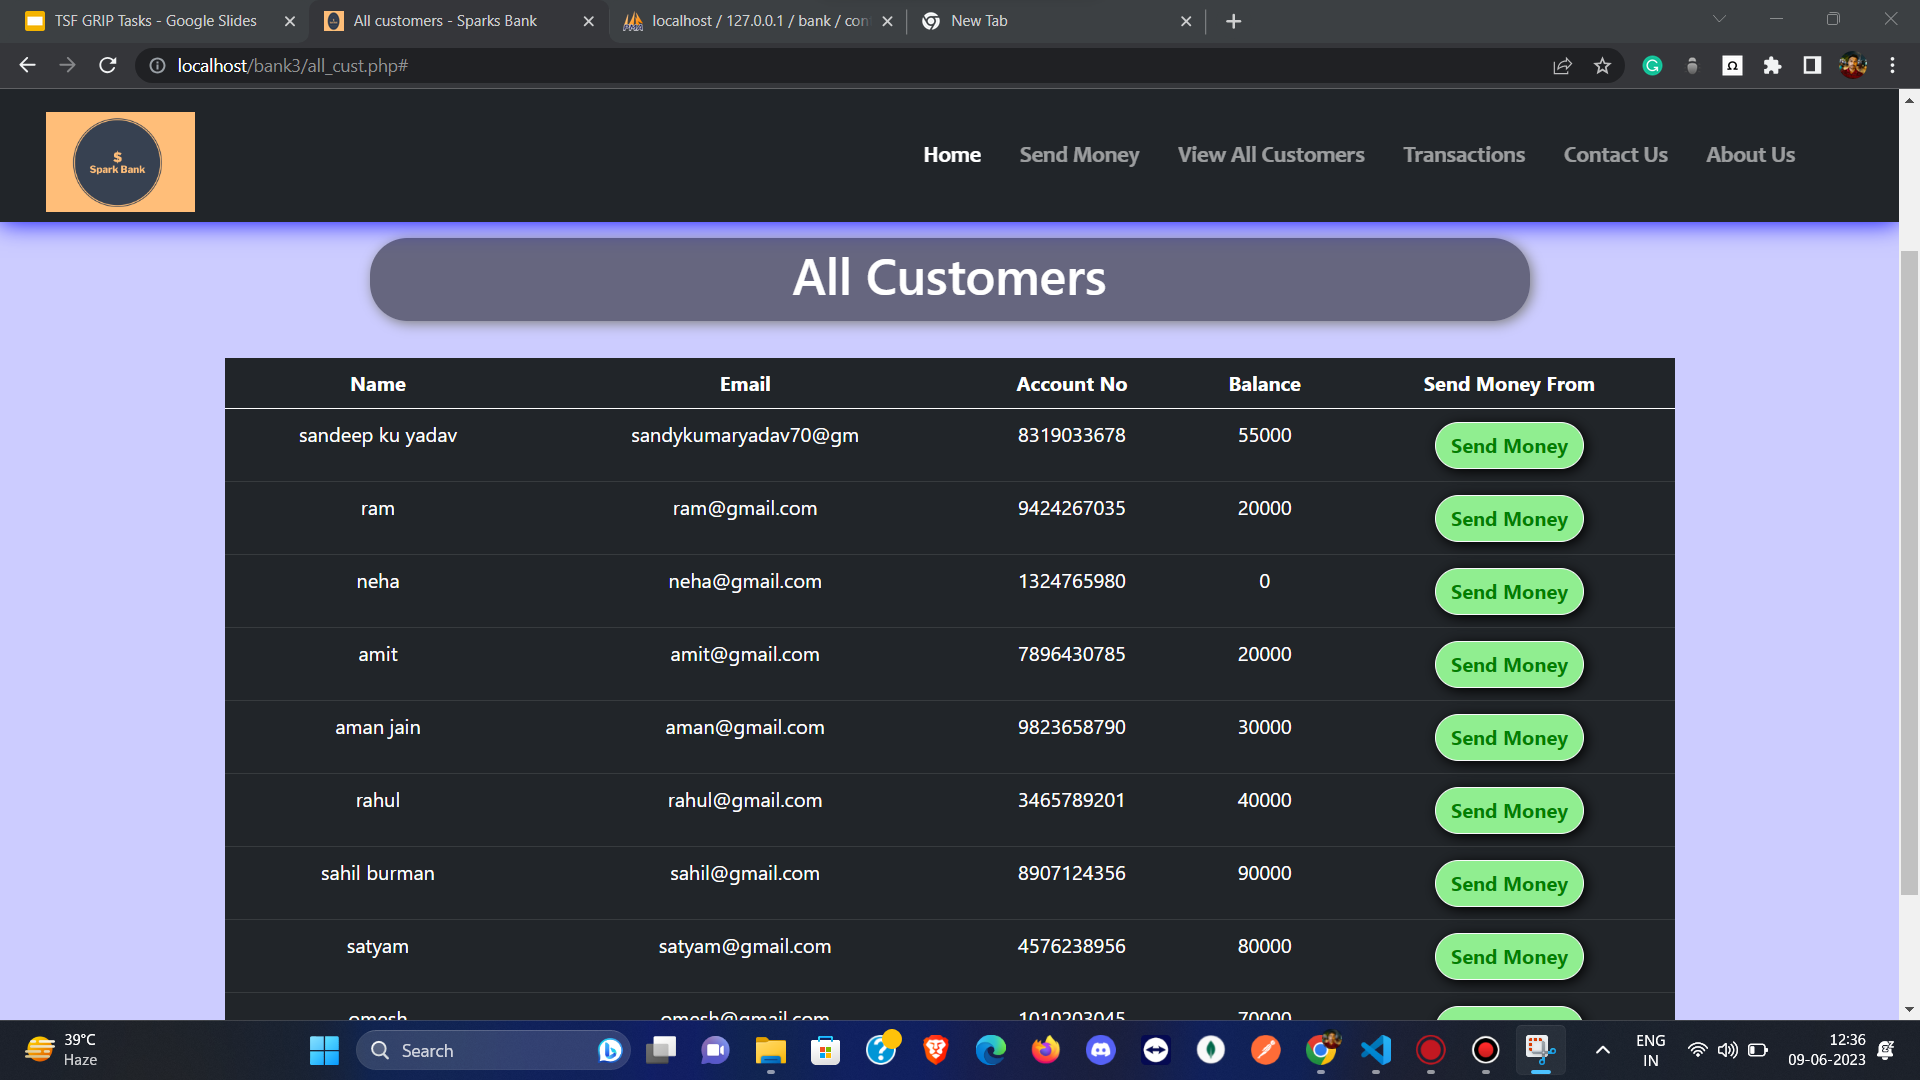 TSF GRIP Tasks - Google Slides
All customers - Sparks Bank
localhost / 127.0.0.1 / bank / con
New Tab
localhost/bank3/all_cust.php#
$
Spark Bank
Home Send Money View All Customers Transactions Contact Us About Us
All Customers
Name Email Account No Balance Send Money From
sandeep ku yadav sandykumaryadav70@gm 8319033678 55000 Send Money
ram ram@gmail.com 9424267035 20000 Send Money
neha neha@gmail.com 1324765980 0 Send Money
amit amit@gmail.com 7896430785 20000 Send Money
aman jain aman@gmail.com 9823658790 30000 Send Money
rahul rahul@gmail.com 3465789201 40000 Send Money
sahil burman sahil@gmail.com 8907124356 90000 Send Money
satyam satyam@gmail.com 4576238956 80000 Send Money
omesh omesh@gmail.com 1010203045 70000
39°C
Haze
Search
ENG
IN
12:36
09-06-2023